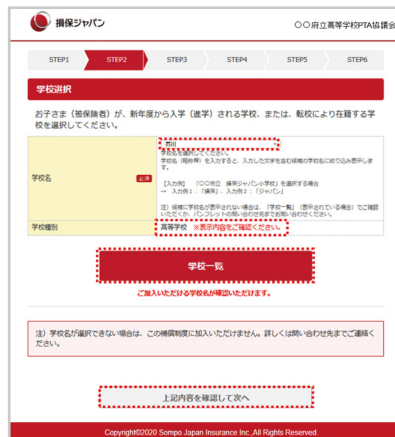 損保ジャパン
〇〇府立高等学校PTA協議会
STEP1 STEP2 STEP3 STEP4 STEP5 STEP6
学校選択
お子さま（被保険者）が、新年度から入学（進学）される学校、または、転校により在籍する学
校を選択してください。
学校名 必須
市川
学校名を選択してください。
学校名（略称等）を入力すると、入力した文字を含む候補の学校名に絞り込み表示しま
す。
【入力例】 「〇〇市立 損保ジャパン小学校」を選択する場合
→ 入力例１：「損保」、入力例２：「ジャパン」
注）候補に学校名が表示されない場合は、「学校一覧」（表示されている場合）でご確認
いただくか、パンフレットの問い合わせ先までお問い合わせください。
学校種別 高等学校 ※表示内容をご確認ください。
学校一覧
ご加入いただける学校名が確認いただけます。
注）学校名が選択できない場合は、この補償制度に加入いただけません。詳しくは問い合わせ先までご連絡く
ださい。
上記内容を確認して次へ
Copyright©2020 Sompo Japan Insurance Inc.,All Rights Reserved.